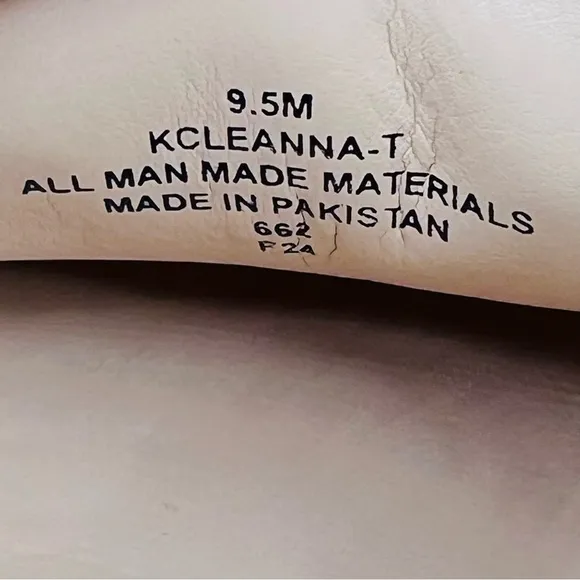 9.5M
KCLEANNA-T
ALL MAN MADE MATERIALS
MADE IN PAKISTAN
662
F24